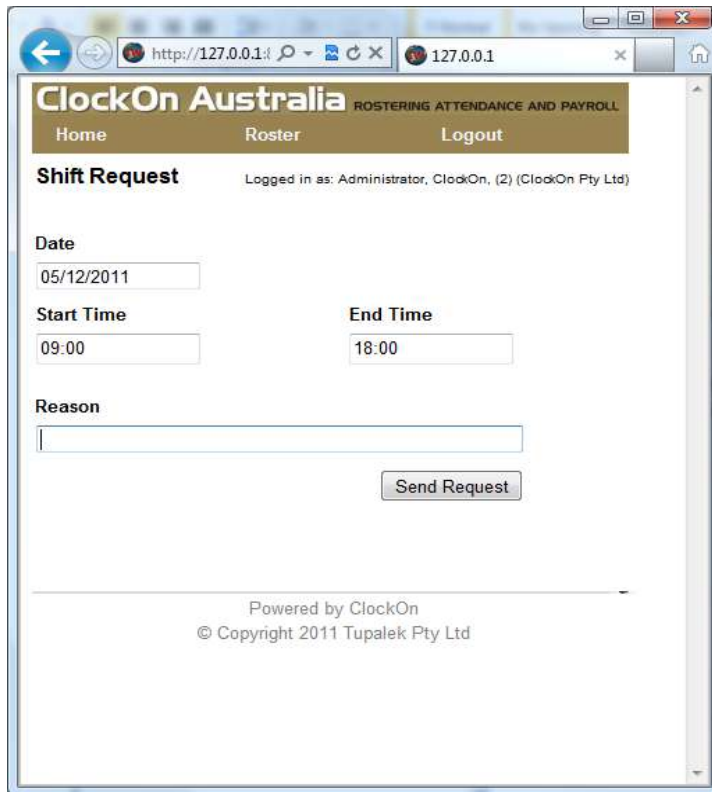 http://127.0.0.1:
127.0.0.1
ClockOn Australia ROSTERING ATTENDANCE AND PAYROLL
Home Roster Logout
Shift Request Logged in as: Administrator, ClockOn, (2) (ClockOn Pty Ltd)
Date
05/12/2011
Start Time End Time
09:00 18:00
Reason
Send Request
Powered by ClockOn
© Copyright 2011 Tupalek Pty Ltd